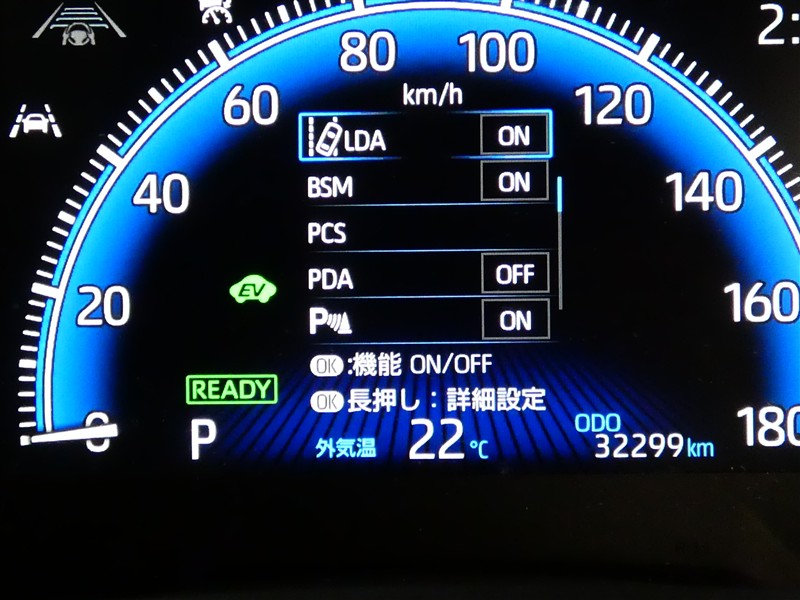 2:
80 100
km/h
60 120
LDA ON
40 140
BSM ON
PCS
PDA OFF
EV
20 160
P ON
OK:機能 ON/OFF
READY
OK長押し：詳細設定
0 180
P
外気温 22℃
ODO
32299km